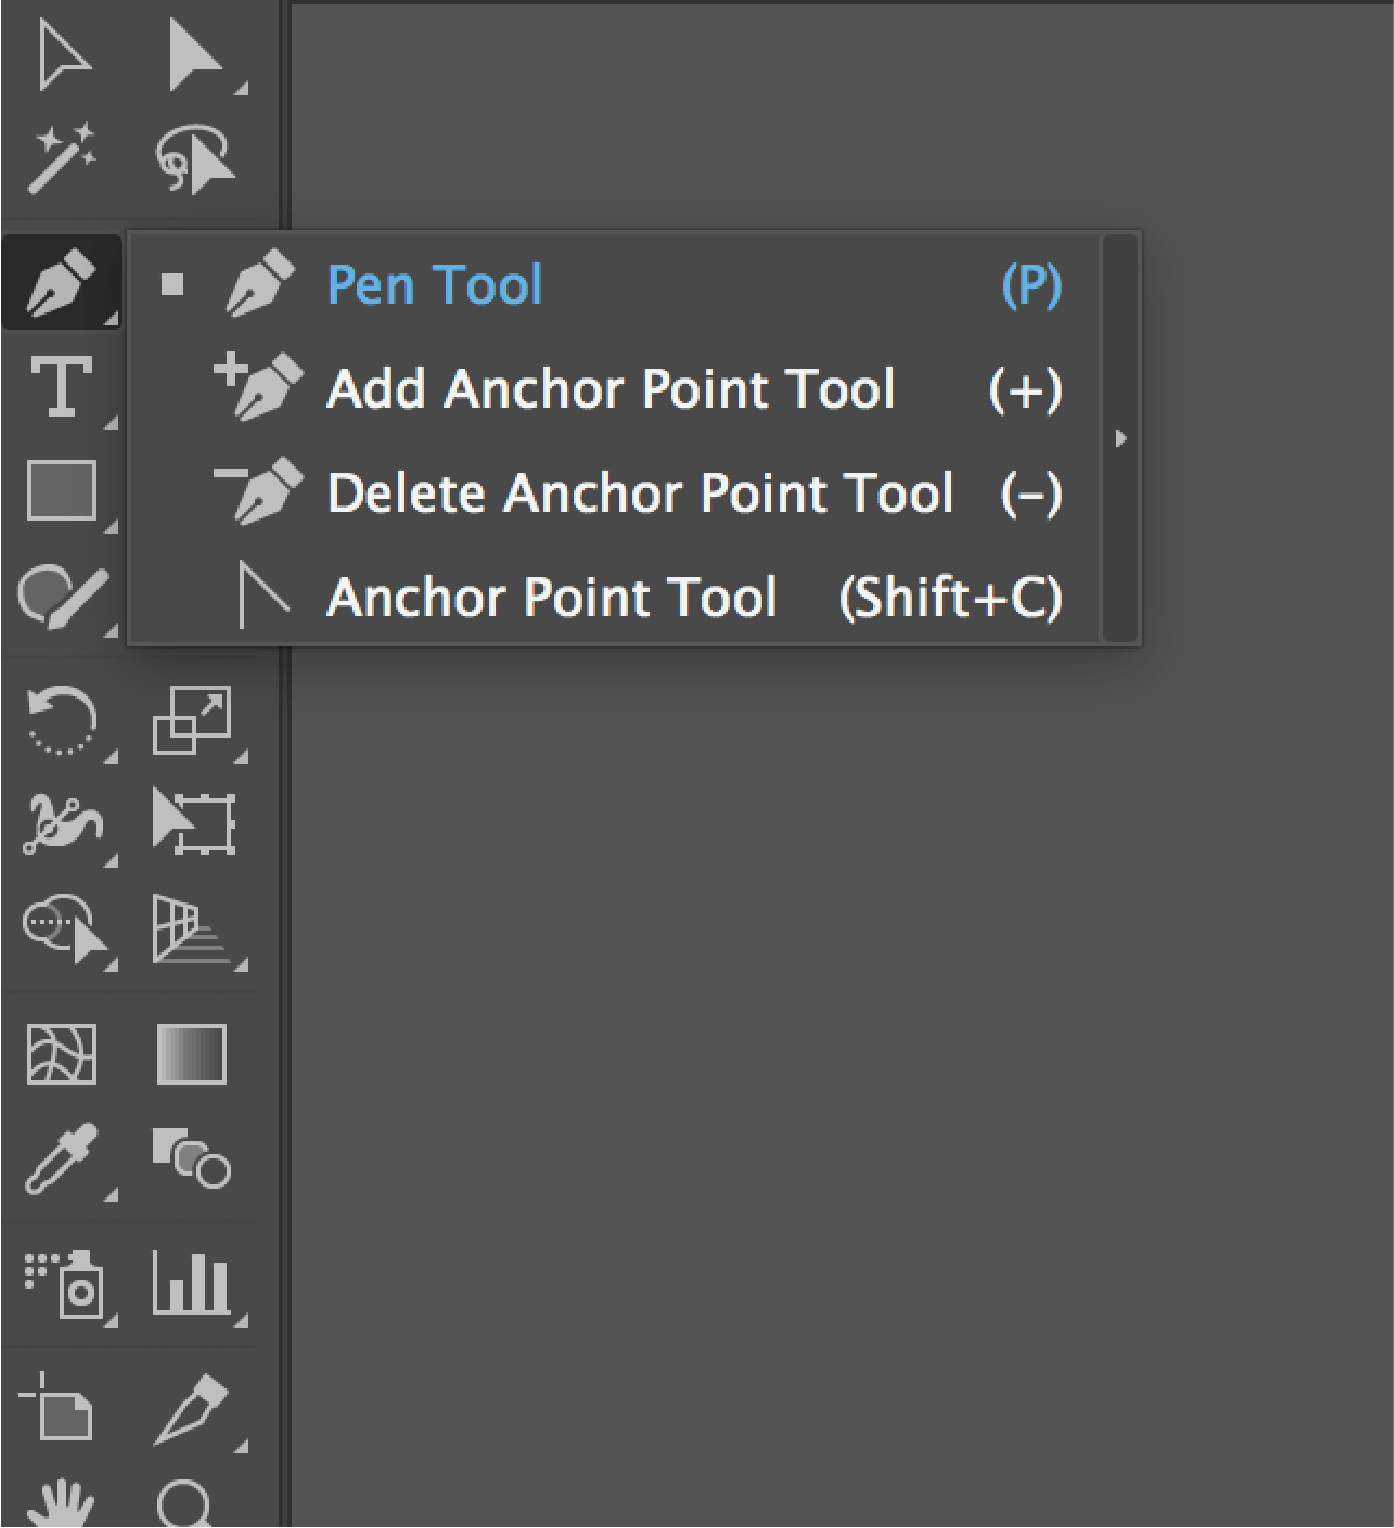 Pen Tool (P)
Add Anchor Point Tool (+)
Delete Anchor Point Tool (–)
Anchor Point Tool (Shift+C)